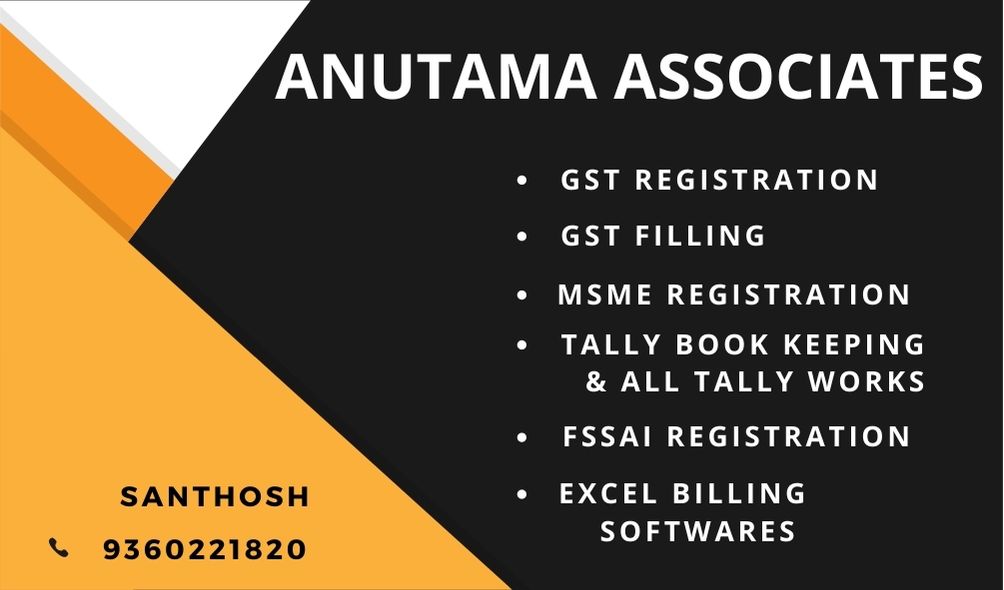 ANUTAMA ASSOCIATES
• GST REGISTRATION
• GST FILLING
• MSME REGISTRATION
• TALLY BOOK KEEPING
& ALL TALLY WORKS
• FSSAI REGISTRATION
• EXCEL BILLING
SOFTWARES
SANTHOSH
9360221820